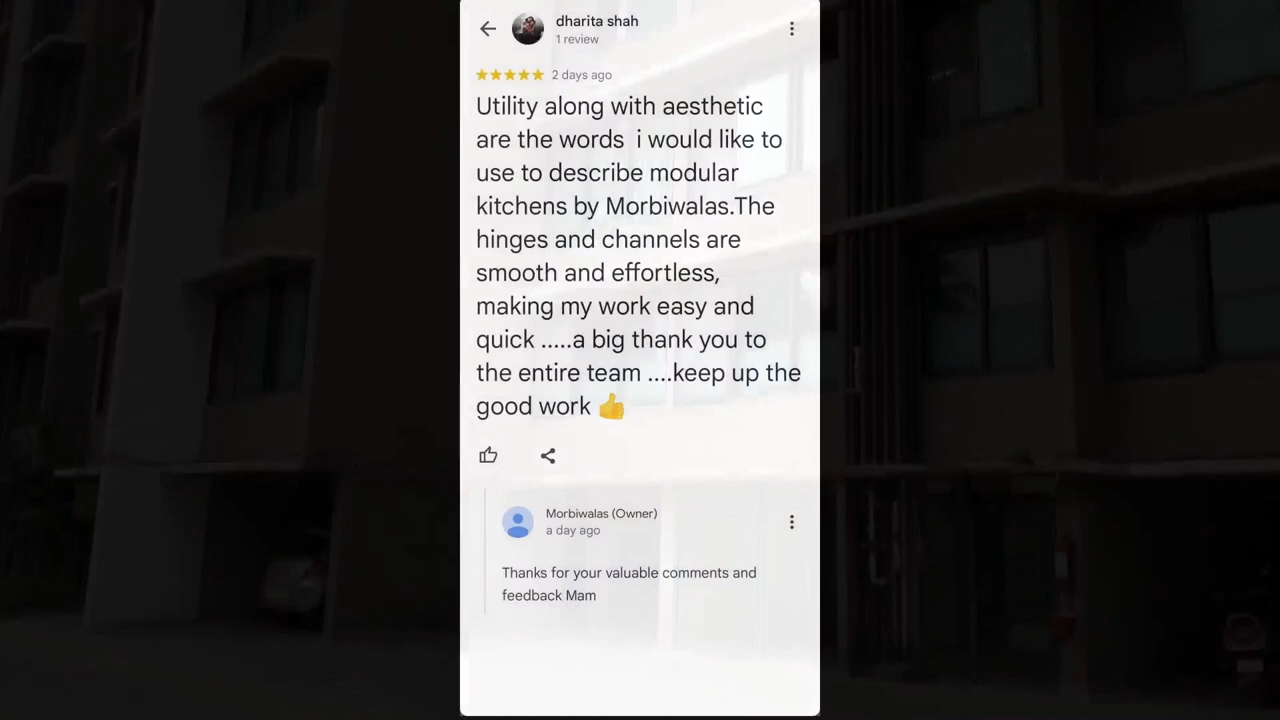 dharita shah
1 review
2 days ago
Utility along with aesthetic
are the words  i would like to
use to describe modular
kitchens by Morbiwalas.The
hinges and channels are
smooth and effortless,
making my work easy and
quick .....a big thank you to
the entire team ....keep up the
good work 👍
Morbiwalas (Owner)
a day ago
Thanks for your valuable comments and
feedback Mam